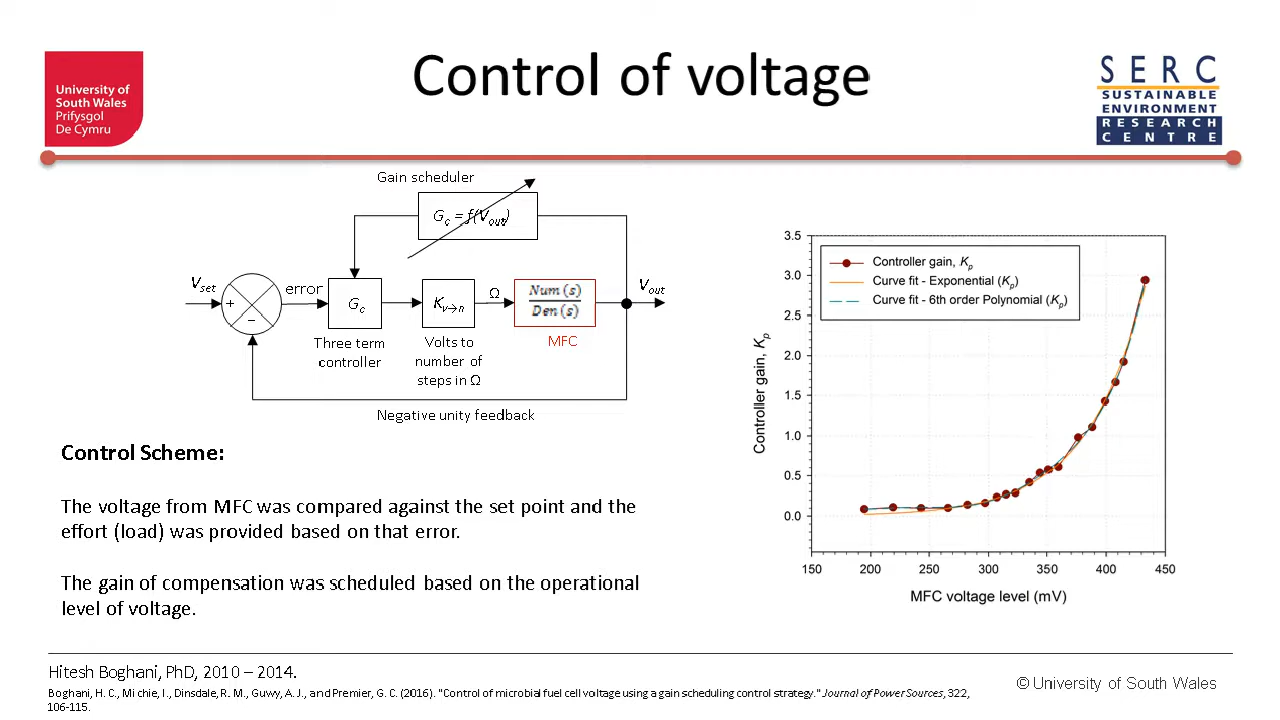 Control of voltage
University of
South Wales
Prifysgol
De Cymru
SERC
SUSTAINABLE
ENVIRONMENT
RESEARCH
CENTRE
Gain scheduler
Gc = f(Vout)
Vset
+
−
error
Gc
Kv→n
Ω
Num (s)
Den (s)
Vout
Three term
controller
Volts to
number of
steps in Ω
MFC
Negative unity feedback
Control Scheme:
The voltage from MFC was compared against the set point and the
effort (load) was provided based on that error.
The gain of compensation was scheduled based on the operational
level of voltage.
Controller gain, Kp
3.5
3.0
2.5
2.0
1.5
1.0
0.5
0.0
Controller gain, Kp
Curve fit - Exponential (Kp)
Curve fit - 6th order Polynomial (Kp)
150 200 250 300 350 400 450
MFC voltage level (mV)
Hitesh Boghani, PhD, 2010 – 2014.
Boghani, H. C., Michie, I., Dinsdale, R. M., Guwy, A. J., and Premier, G. C. (2016). "Control of microbial fuel cell voltage using a gain scheduling control strategy." Journal of Power Sources, 322,
106-115.
© University of South Wales